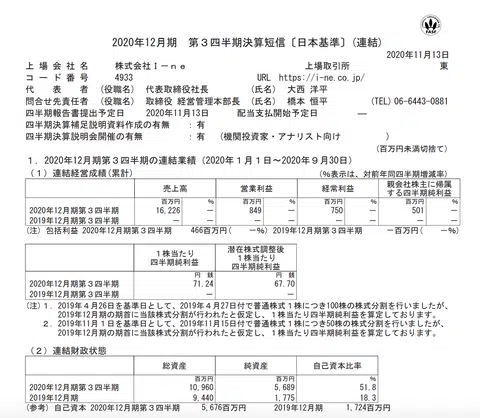 FASF
2020年12月期　第3四半期決算短信〔日本基準〕(連結)
2020年11月13日
上場会社名　株式会社I-ne　上場取引所　東
コード番号　4933　URL　https://i-ne.co.jp/
代表者　(役職名)　代表取締役社長　(氏名)　大西 洋平
問合せ先責任者　(役職名)　取締役 経営管理本部長　(氏名)　橋本 恒平　(TEL) 06-6443-0881
四半期報告書提出予定日　2020年11月13日　配当支払開始予定日　－
四半期決算補足説明資料作成の有無　：有
四半期決算説明会開催の有無　：有　(機関投資家・アナリスト向け　)
(百万円未満切捨て)
1．2020年12月期第3四半期の連結業績（2020年1月1日～2020年9月30日）
(1) 連結経営成績(累計)　(％表示は、対前年同四半期増減率)
売上高　営業利益　経常利益　親会社株主に帰属する四半期純利益
百万円　％　百万円　％　百万円　％　百万円　％
2020年12月期第3四半期　16,226　－　849　－　750　－　501　－
2019年12月期第3四半期　－　－　－　－　－　－　－　－
(注) 包括利益　2020年12月期第3四半期　466百万円(　－％)　2019年12月期第3四半期　－百万円(　－％)
1株当たり四半期純利益　潜在株式調整後1株当たり四半期純利益
円 銭　円 銭
2020年12月期第3四半期　71.24　67.70
2019年12月期第3四半期　－　－
(注) 1．2019年4月26日を基準日として、2019年4月27日付で普通株式1株につき100株の株式分割を行いましたが、
2019年12月期の期首に当該株式分割が行われたと仮定し、1株当たり四半期純利益を算定しております。
2．2019年11月1日を基準日として、2019年11月15日付で普通株式1株につき50株の株式分割を行いましたが、
2019年12月期の期首に当該株式分割が行われたと仮定し、1株当たり四半期純利益を算定しております。
(2) 連結財政状態
総資産　純資産　自己資本比率
百万円　百万円　％
2020年12月期第3四半期　10,960　5,689　51.8
2019年12月期　9,440　1,775　18.3
(参考) 自己資本　2020年12月期第3四半期　5,676百万円　2019年12月期　1,724百万円